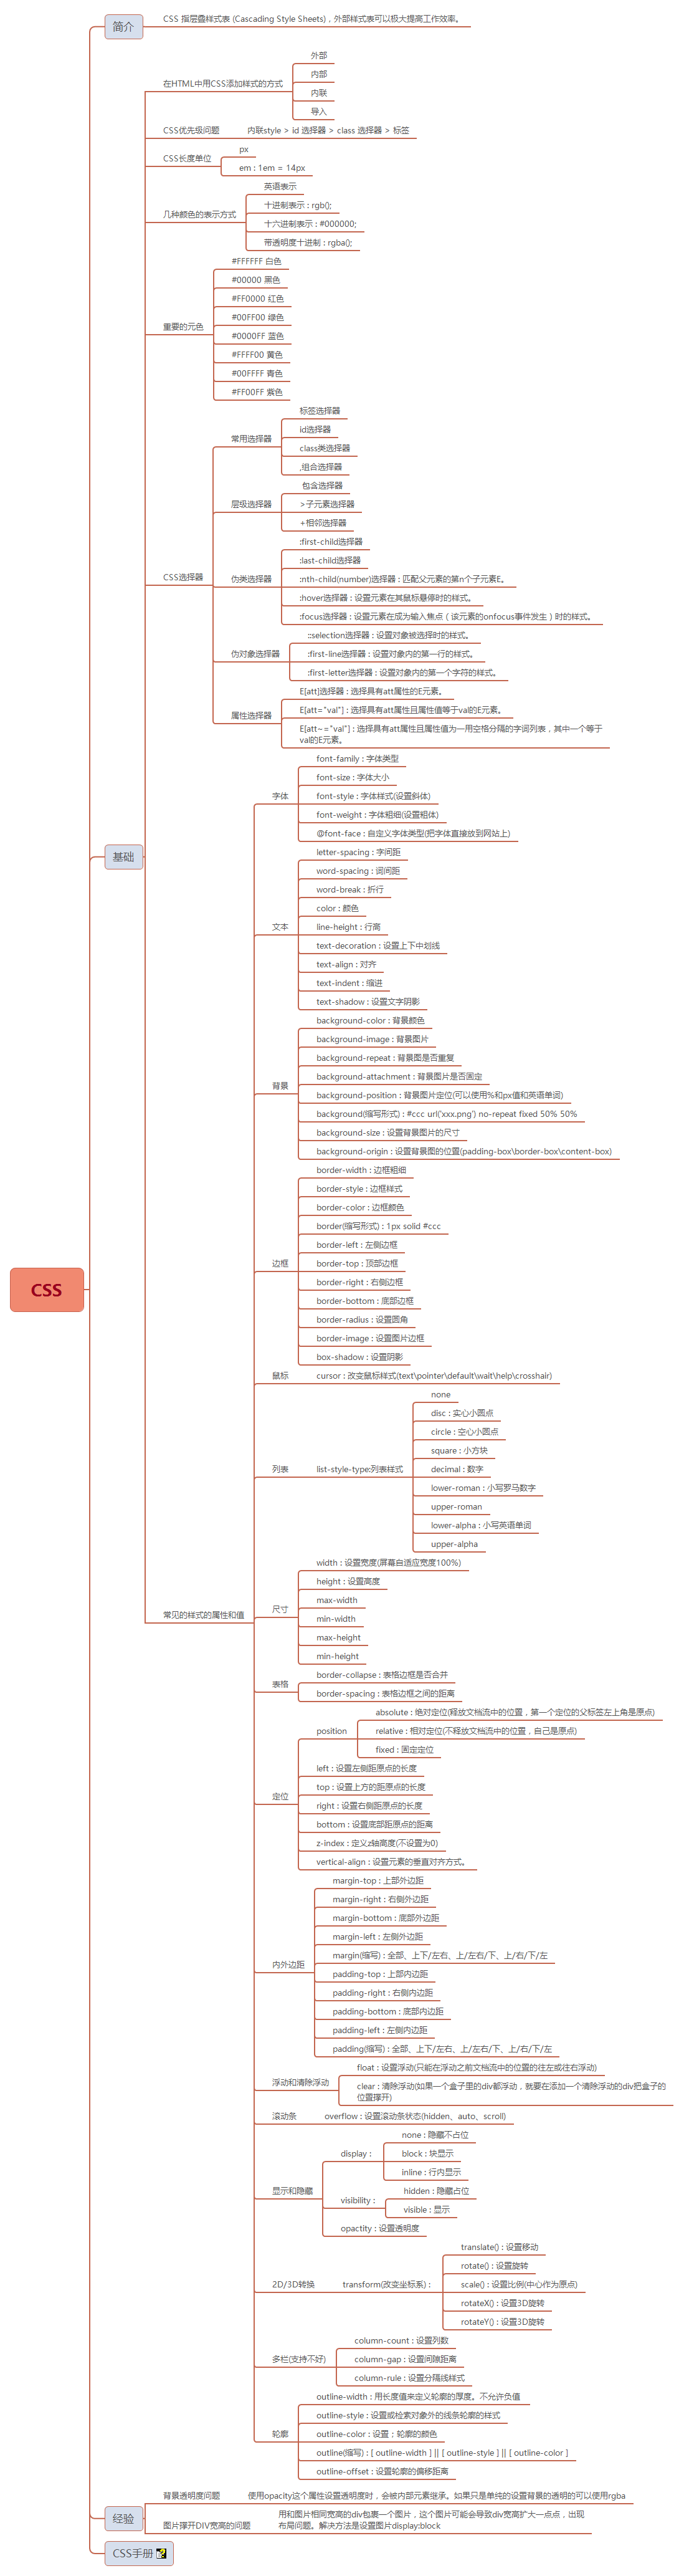 CSS
简介
CSS 指层叠样式表 (Cascading Style Sheets)，外部样式表可以极大提高工作效率。
基础
在HTML中用CSS添加样式的方式
外部
内部
内联
导入
CSS优先级问题
内联style > id 选择器 > class 选择器 > 标签
CSS长度单位
px
em : 1em = 14px
几种颜色的表示方式
英语表示
十进制表示 : rgb();
十六进制表示 : #000000;
带透明度十进制 : rgba();
重要的元色
#FFFFFF 白色
#00000 黑色
#FF0000 红色
#00FF00 绿色
#0000FF 蓝色
#FFFF00 黄色
#00FFFF 青色
#FF00FF 紫色
CSS选择器
常用选择器
标签选择器
id选择器
class类选择器
,组合选择器
层级选择器
包含选择器
>子元素选择器
+相邻选择器
伪类选择器
:first-child选择器
:last-child选择器
:nth-child(number)选择器 : 匹配父元素的第n个子元素E。
:hover选择器 : 设置元素在其鼠标悬停时的样式。
:focus选择器 : 设置元素在成为输入焦点（该元素的onfocus事件发生）时的样式。
伪对象选择器
::selection选择器 : 设置对象被选择时的样式。
:first-line选择器 : 设置对象内的第一行的样式。
:first-letter选择器 : 设置对象内的第一个字符的样式。
属性选择器
E[att]选择器 : 选择具有att属性的E元素。
E[att="val"] : 选择具有att属性且属性值等于val的E元素。
E[att~="val"] : 选择具有att属性且属性值为一用空格分隔的字词列表，其中一个等于
val的E元素。
常见的样式的属性和值
字体
font-family : 字体类型
font-size : 字体大小
font-style : 字体样式(设置斜体)
font-weight : 字体粗细(设置粗体)
@font-face : 自定义字体类型(把字体直接放到网站上)
文本
letter-spacing : 字间距
word-spacing : 词间距
word-break : 折行
color : 颜色
line-height : 行高
text-decoration : 设置上下中划线
text-align : 对齐
text-indent : 缩进
text-shadow : 设置文字阴影
背景
background-color : 背景颜色
background-image : 背景图片
background-repeat : 背景图是否重复
background-attachment : 背景图片是否固定
background-position : 背景图片定位(可以使用%和px值和英语单词)
background(缩写形式) : #ccc url('xxx.png') no-repeat fixed 50% 50%
background-size : 设置背景图片的尺寸
background-origin : 设置背景图的位置(padding-box\border-box\content-box)
边框
border-width : 边框粗细
border-style : 边框样式
border-color : 边框颜色
border(缩写形式) : 1px solid #ccc
border-left : 左侧边框
border-top : 顶部边框
border-right : 右侧边框
border-bottom : 底部边框
border-radius : 设置圆角
border-image : 设置图片边框
box-shadow : 设置阴影
鼠标
cursor : 改变鼠标样式(text\pointer\default\wait\help\crosshair)
列表
list-style-type:列表样式
none
disc : 实心小圆点
circle : 空心小圆点
square : 小方块
decimal : 数字
lower-roman : 小写罗马数字
upper-roman
lower-alpha : 小写英语单词
upper-alpha
尺寸
width : 设置宽度(屏幕自适应宽度100%)
height : 设置高度
max-width
min-width
max-height
min-height
表格
border-collapse : 表格边框是否合并
border-spacing : 表格边框之间的距离
定位
position
absolute : 绝对定位(释放文档流中的位置，第一个定位的父标签左上角是原点)
relative : 相对定位(不释放文档流中的位置，自己是原点)
fixed : 固定定位
left : 设置左侧距原点的长度
top : 设置上方的距原点的长度
right : 设置右侧距原点的长度
bottom : 设置底部距原点的距离
z-index : 定义z轴高度(不设置为0)
vertical-align : 设置元素的垂直对齐方式。
内外边距
margin-top : 上部外边距
margin-right : 右侧外边距
margin-bottom : 底部外边距
margin-left : 左侧外边距
margin(缩写) : 全部、上下/左右、上/左右/下、上/右/下/左
padding-top : 上部内边距
padding-right : 右侧内边距
padding-bottom : 底部内边距
padding-left : 左侧内边距
padding(缩写) : 全部、上下/左右、上/左右/下、上/右/下/左
浮动和清除浮动
float : 设置浮动(只能在浮动之前文档流中的位置的往左或往右浮动)
clear : 清除浮动(如果一个盒子里的div都浮动，就要在添加一个清除浮动的div把盒子的
位置撑开)
滚动条
overflow : 设置滚动条状态(hidden、auto、scroll)
显示和隐藏
display :
none : 隐藏不占位
block : 块显示
inline : 行内显示
visibility :
hidden : 隐藏占位
visible : 显示
opactity : 设置透明度
2D/3D转换
transform(改变坐标系) :
translate() : 设置移动
rotate() : 设置旋转
scale() : 设置比例(中心作为原点)
rotateX() : 设置3D旋转
rotateY() : 设置3D旋转
多栏(支持不好)
column-count : 设置列数
column-gap : 设置间隙距离
column-rule : 设置分隔线样式
轮廓
outline-width : 用长度值来定义轮廓的厚度。不允许负值
outline-style : 设置或检索对象外的线条轮廓的样式
outline-color : 设置 : 轮廓的颜色
outline(缩写) : [ outline-width ] || [ outline-style ] || [ outline-color ]
outline-offset : 设置轮廓的偏移距离
经验
背景透明度问题
使用opacity这个属性设置透明度时，会被内部元素继承。如果只是单纯的设置背景的透明的可以使用rgba
图片撑开DIV宽高的问题
用和图片相同宽高的div包裹一个图片，这个图片可能会导致div宽高扩大一点点，出现
布局问题。解决方法是设置图片display:block
CSS手册